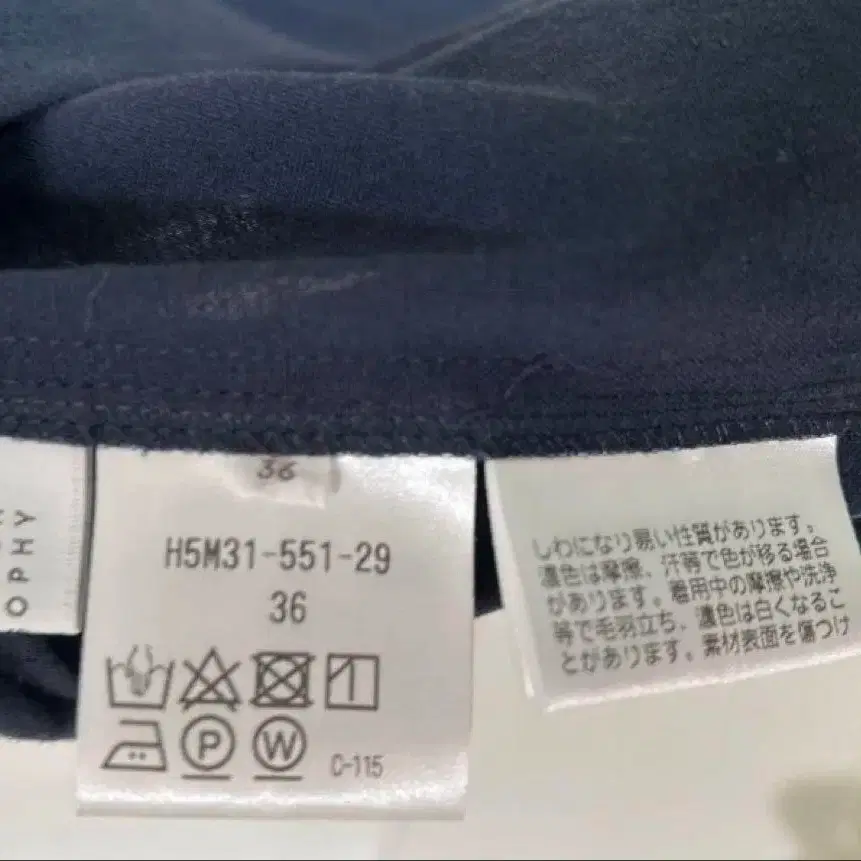 OPHY
36
H5M31-551-29
36
P
W
C-115
しわになり易い性質があります。
濃色は摩擦、汗等で色が移る場合
があります。着用中の摩擦や洗浄
等で毛羽立ち、濃色は白くなるこ
とがあります。素材表面を傷つけ